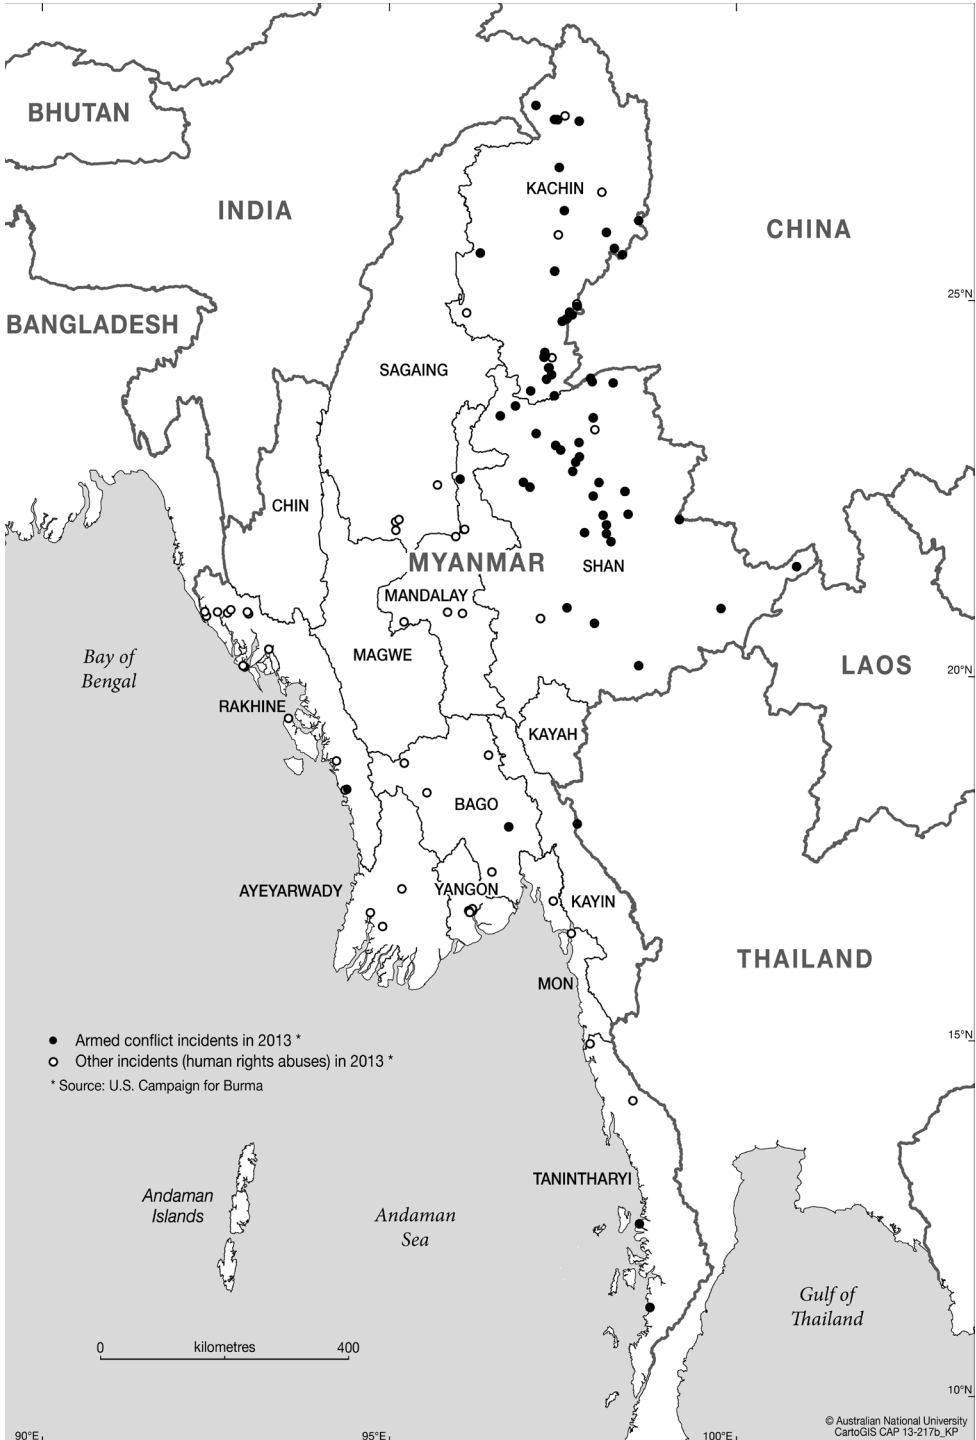 BHUTAN
KACHIN
INDIA
CHINA
25°N
BANGLADESH
SAGAING
CHIN
MYANMAR
SHAN
MANDALAY
MAGWE
Bay of
Bengal
LAOS
20°N
RAKHINE
KAYAH
BAGO
AYEYARWADY
YANGON
KAYIN
THAILAND
MON
Armed conflict incidents in 2013 *
Other incidents (human rights abuses) in 2013 *
* Source: U.S. Campaign for Burma
15°N
TANINTHARYI
Andaman
Islands
Andaman
Sea
Gulf of
Thailand
0 kilometres 400
10°N
© Australian National University
CartoGIS CAP 13-217b_KP
90°E
95°E
100°E